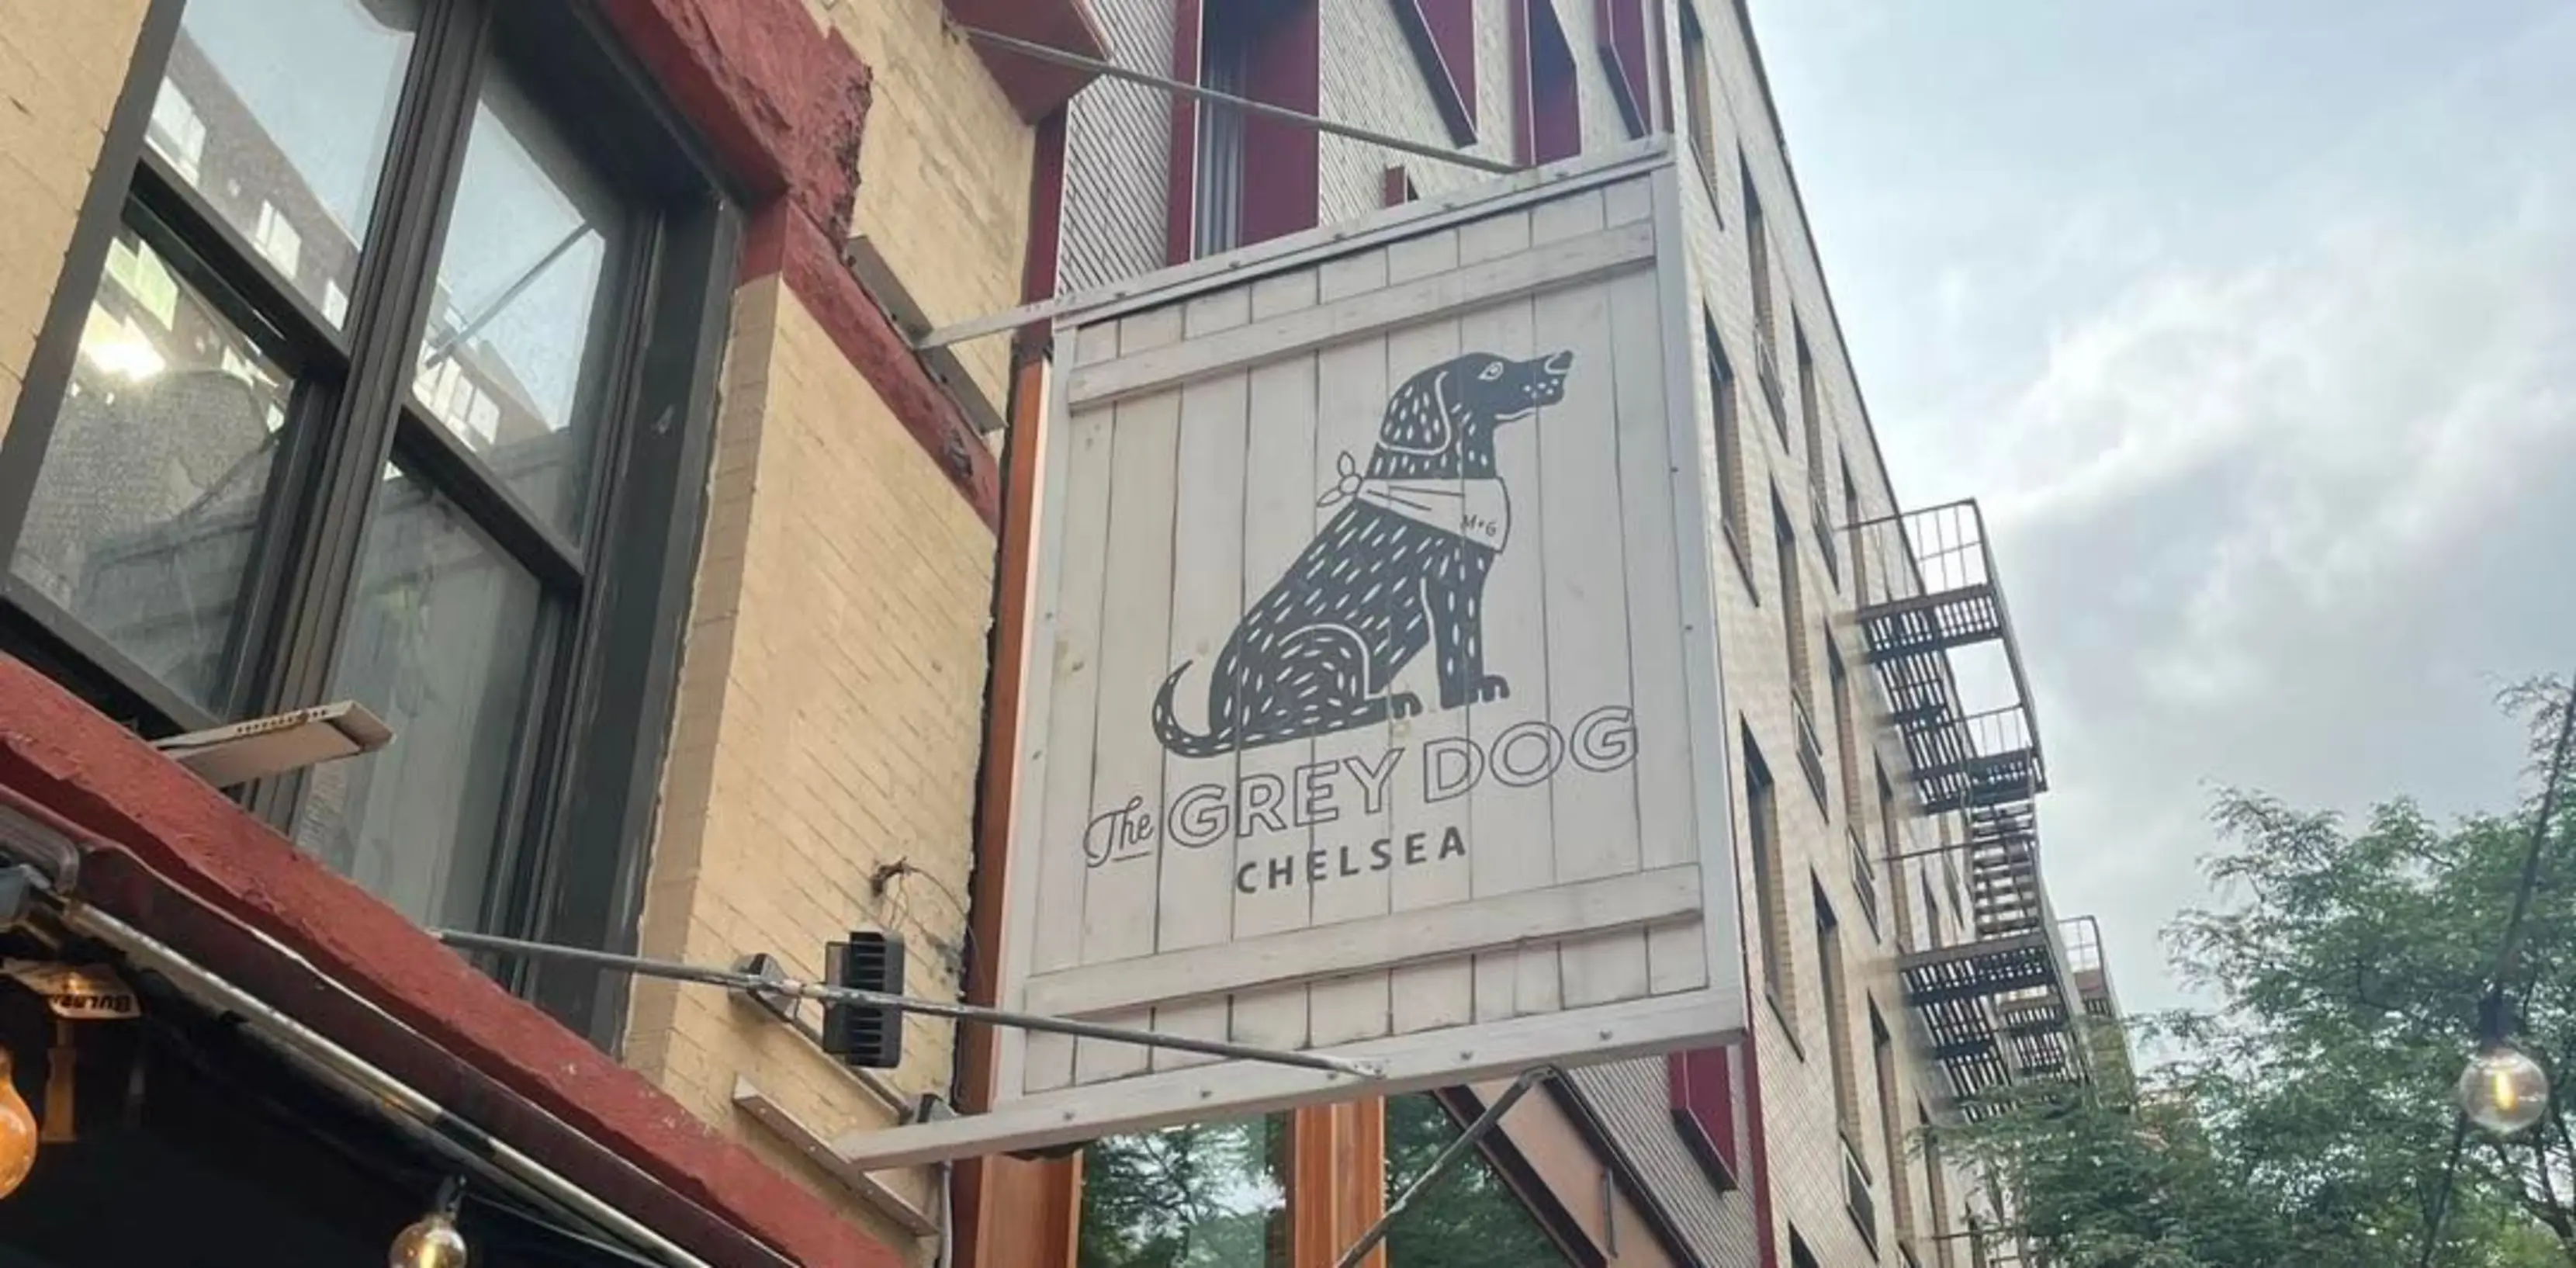 M+G
The GREY DOG
CHELSEA